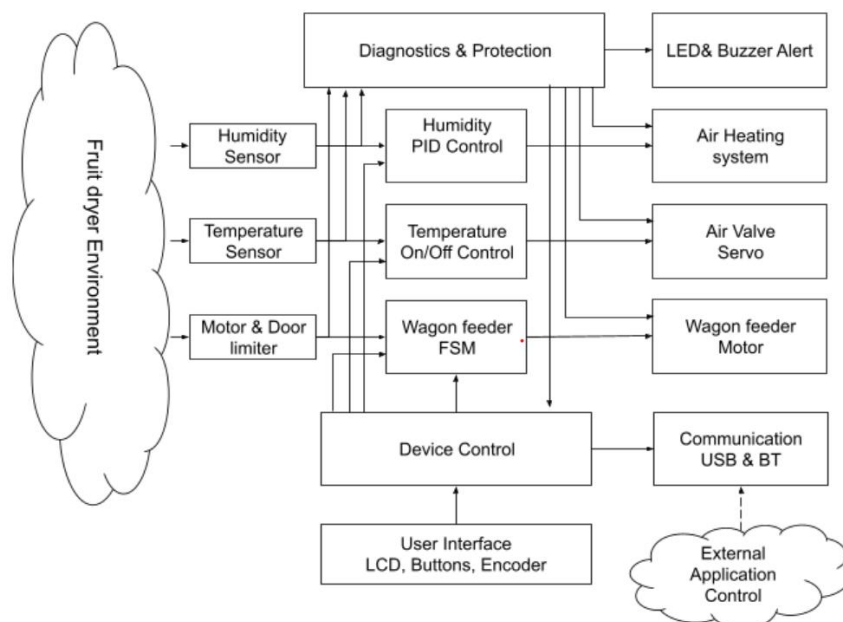 Diagnostics & Protection
LED& Buzzer Alert
Fruit dryer Environment
Humidity
Sensor
Humidity
PID Control
Air Heating
system
Temperature
Sensor
Temperature
On/Off Control
Air Valve
Servo
Motor & Door
limiter
Wagon feeder
FSM
Wagon feeder
Motor
Device Control
Communication
USB & BT
User Interface
LCD, Buttons, Encoder
External
Application
Control